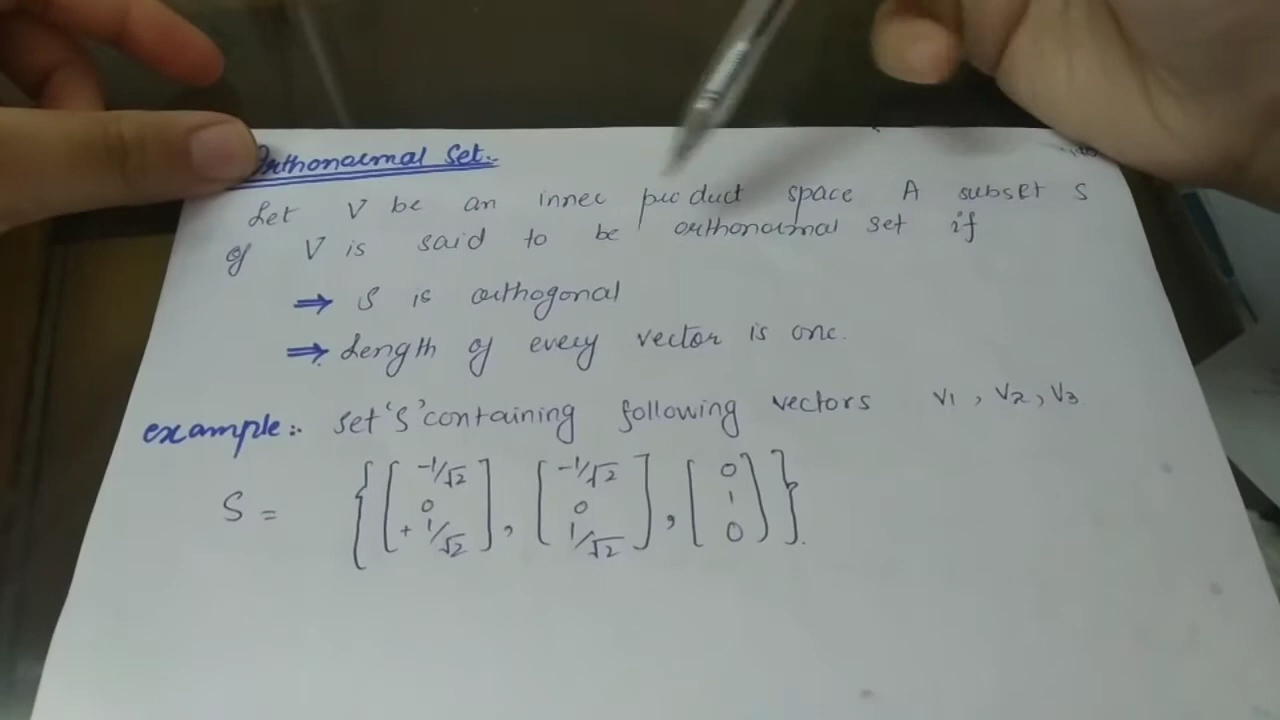 Orthonormal Set:-
Let V be an inner product space A subset S
of V is said to be orthonormal set if
⇒ S is orthogonal
⇒ Length of every vector is one.
example:- set 'S' containing following vectors v1, v2, v3
S = {[-1/√2 0 +1/√2], [-1/√2 0 1/√2], [0 1 0]}.